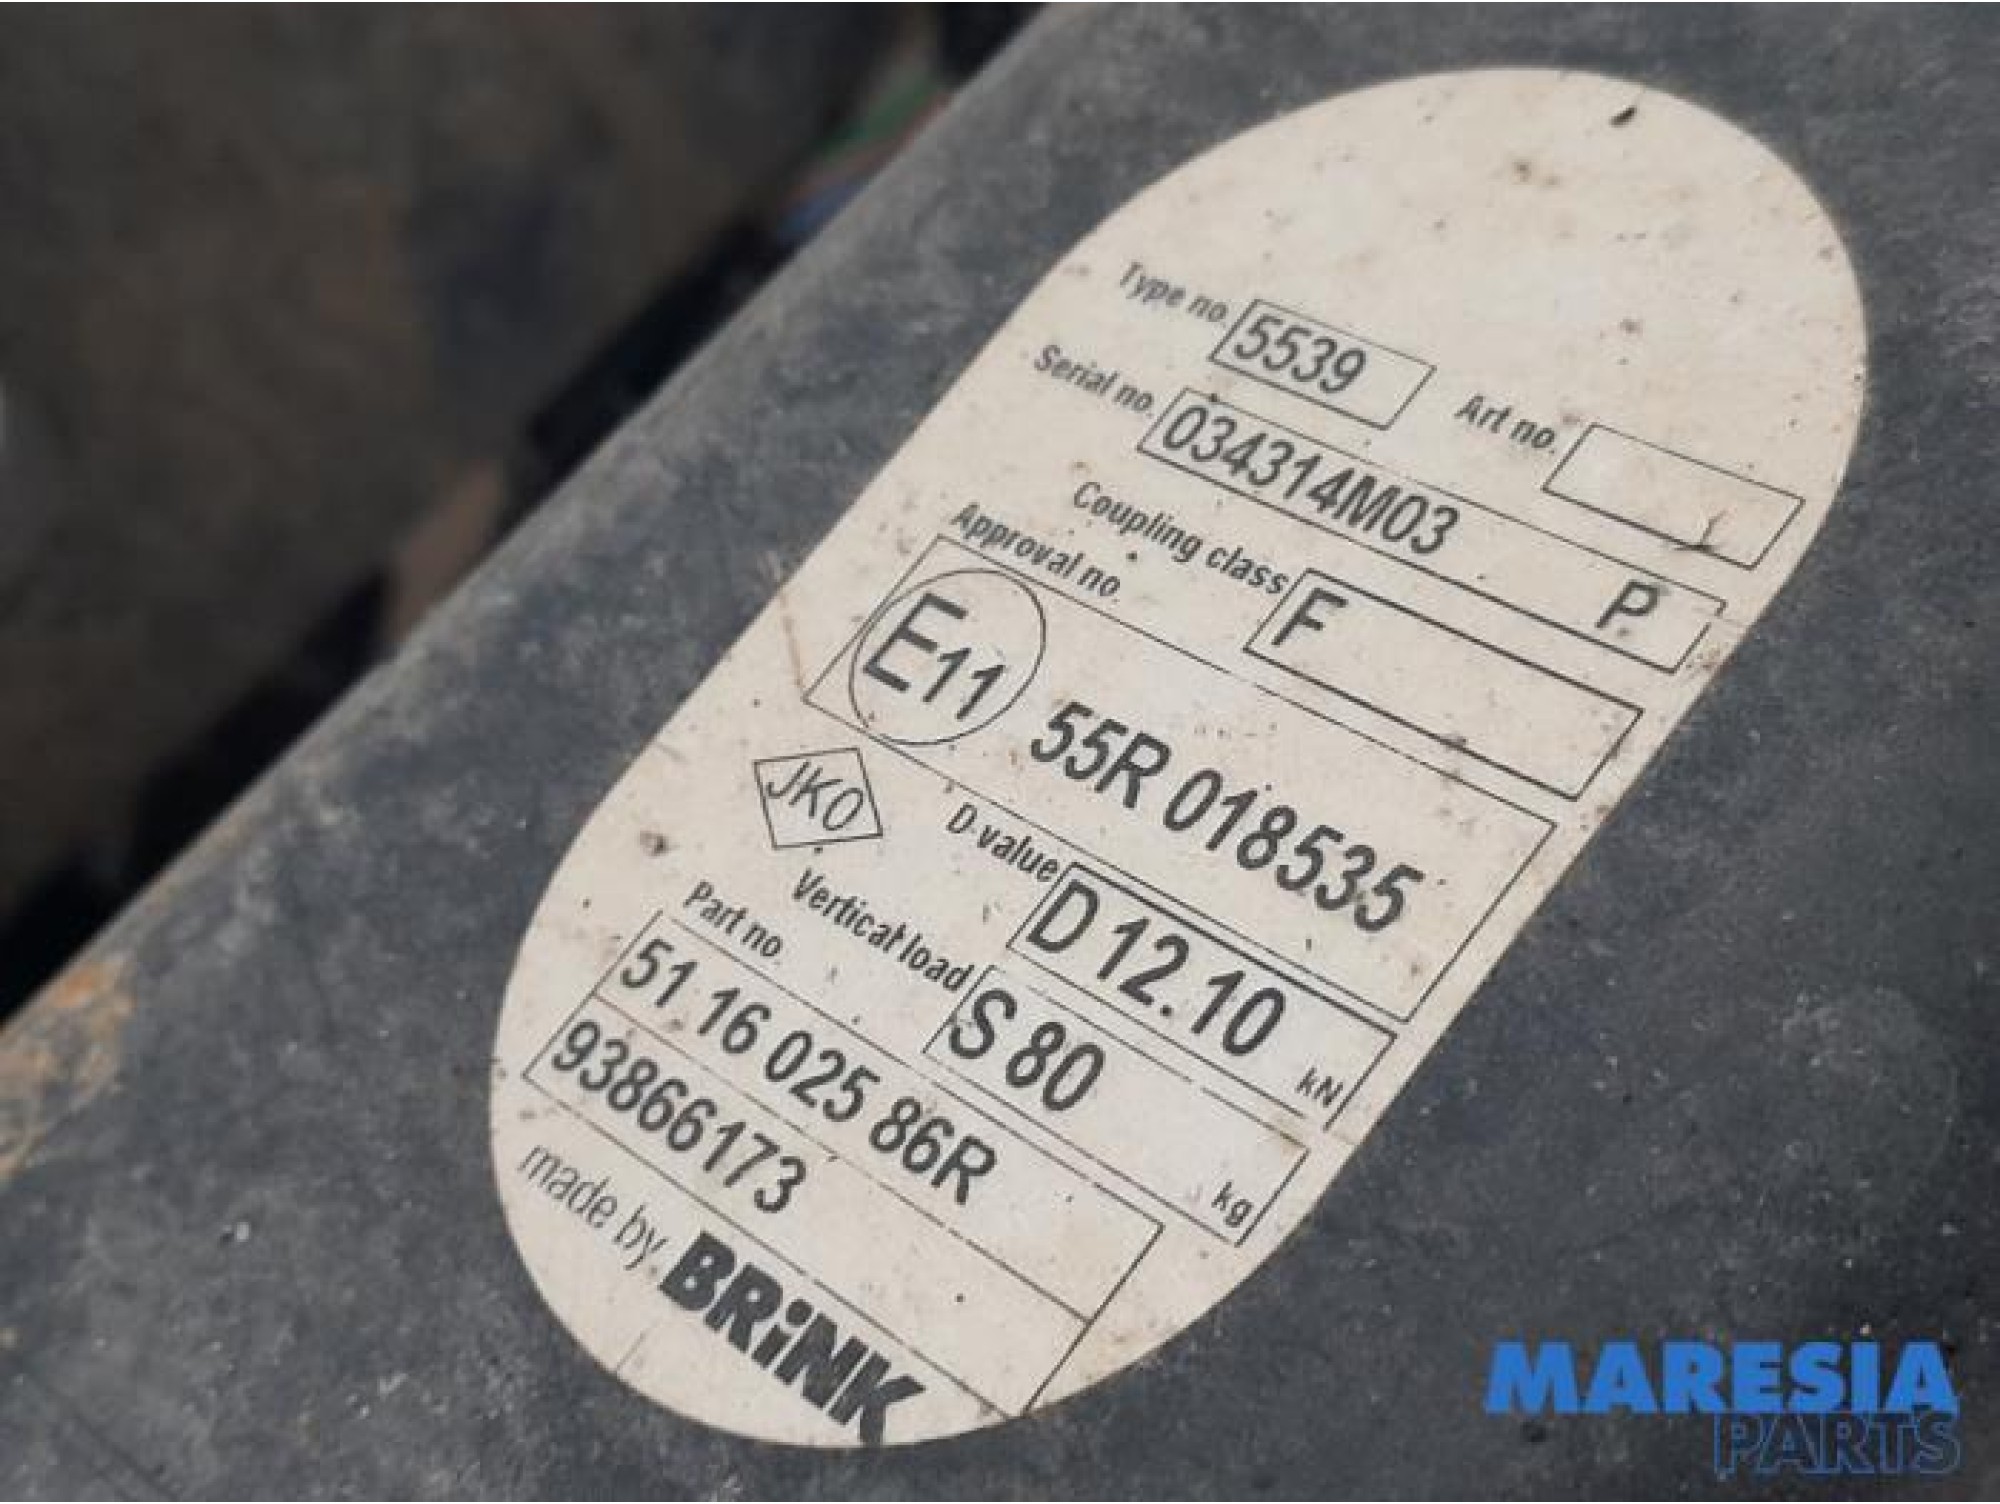 Type no. 5539 Art no.
Serial no. 034314M03 P
Coupling class F
Approval no.
E11 55R 018535
JKO
D-value D 12.10 kN
Vertical load S 80 kg
Part no.
51 16 025 86R
93866173
made by BRiNK
MARESIA
PARTS